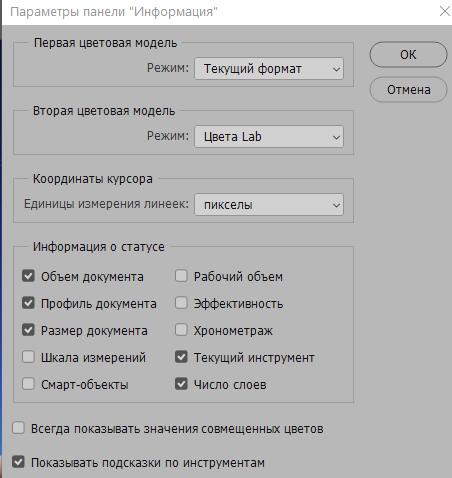 Параметры панели "Информация"
Первая цветовая модель
OK
Режим: Текущий формат
Отмена
Вторая цветовая модель
Режим: Цвета Lab
Координаты курсора
Единицы измерения линеек: пикселы
Информация о статусе
Объем документа Рабочий объем
Профиль документа Эффективность
Размер документа Хронометраж
Шкала измерений Текущий инструмент
Смарт-объекты Число слоев
Всегда показывать значения совмещенных цветов
Показывать подсказки по инструментам